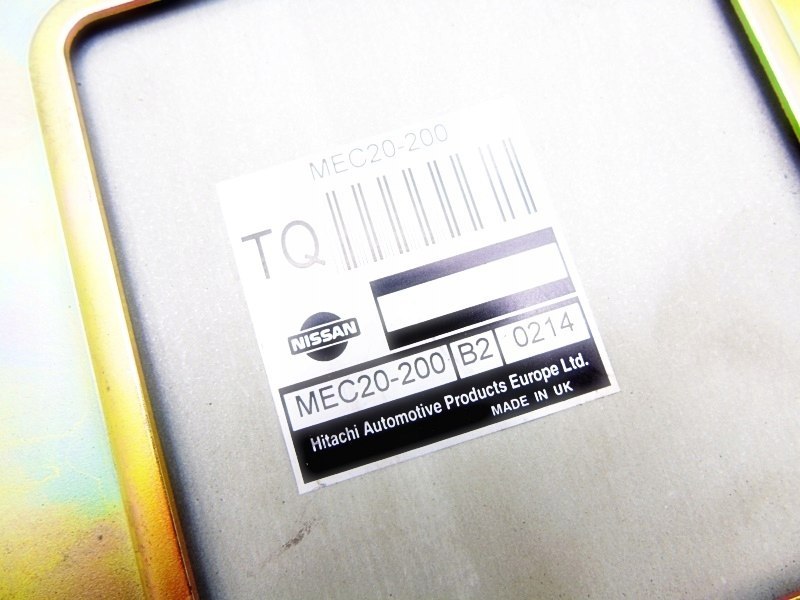 MEC20-200
TQ
NISSAN
MEC20-200 B2 0214
Hitachi Automotive Products Europe Ltd.
MADE IN UK